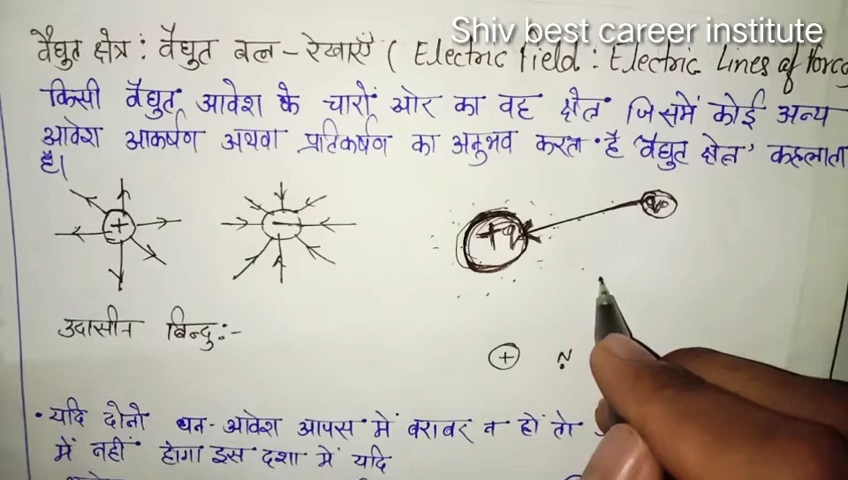 Shiv best career institute
वैद्युत क्षेत्र : वैद्युत बल - रेखाएँ ( Electric Field : Electric Lines of Force
किसी वैद्युत आवेश के चारों ओर का वह क्षेत्र जिसमें कोई अन्य
आवेश आकर्षण अथवा प्रतिकर्षण का अनुभव करता है 'वैद्युत क्षेत्र' कहलाता
है।
+ − +q
उदासीन बिन्दु :-
+ N
• यदि दोनो धन - आवेश आपस में बराबर न हों तो
में नहीं होगा इस दशा में यदि